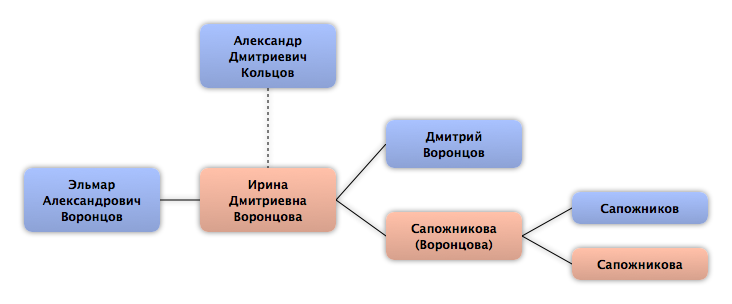 Александр
Дмитриевич
Кольцов
Дмитрий
Воронцов
Эльмар
Александрович
Воронцов
Ирина
Дмитриевна
Воронцова
Сапожникова
(Воронцова)
Сапожников
Сапожникова